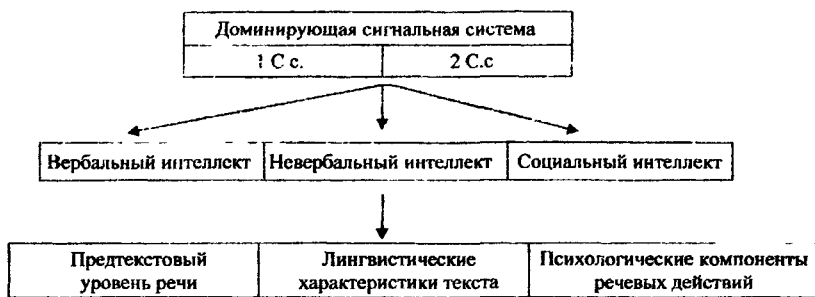 Доминирующая сигнальная система
1 С с. 2 С.с
Вербальный интеллект Невербальный интеллект Социальный интеллект
Предтекстовый Лингвистические Психологические компоненты
уровень речи характеристики текста речевых действий